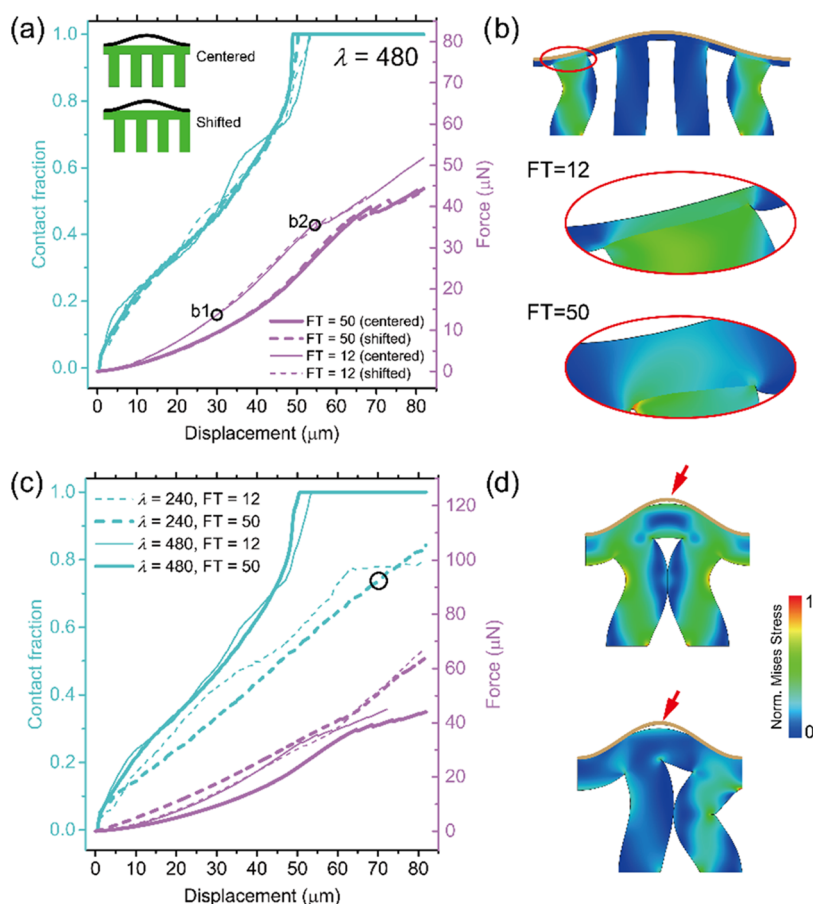 (a)
1.0
0.8
0.6
0.4
0.2
0.0
Contact fraction
Centered
Shifted
λ = 480
b1
b2
FT = 50 (centered)
FT = 50 (shifted)
FT = 12 (centered)
FT = 12 (shifted)
80
70
60
50
40
30
20
10
0
Force (μN)
0 10 20 30 40 50 60 70 80
Displacement (μm)
(b)
FT=12
FT=50
(c)
1.0
0.8
0.6
0.4
0.2
0.0
Contact fraction
λ = 240, FT = 12
λ = 240, FT = 50
λ = 480, FT = 12
λ = 480, FT = 50
120
100
80
60
40
20
0
Force (μN)
0 10 20 30 40 50 60 70 80
Displacement (μm)
(d)
Norm. Mises Stress
1
0